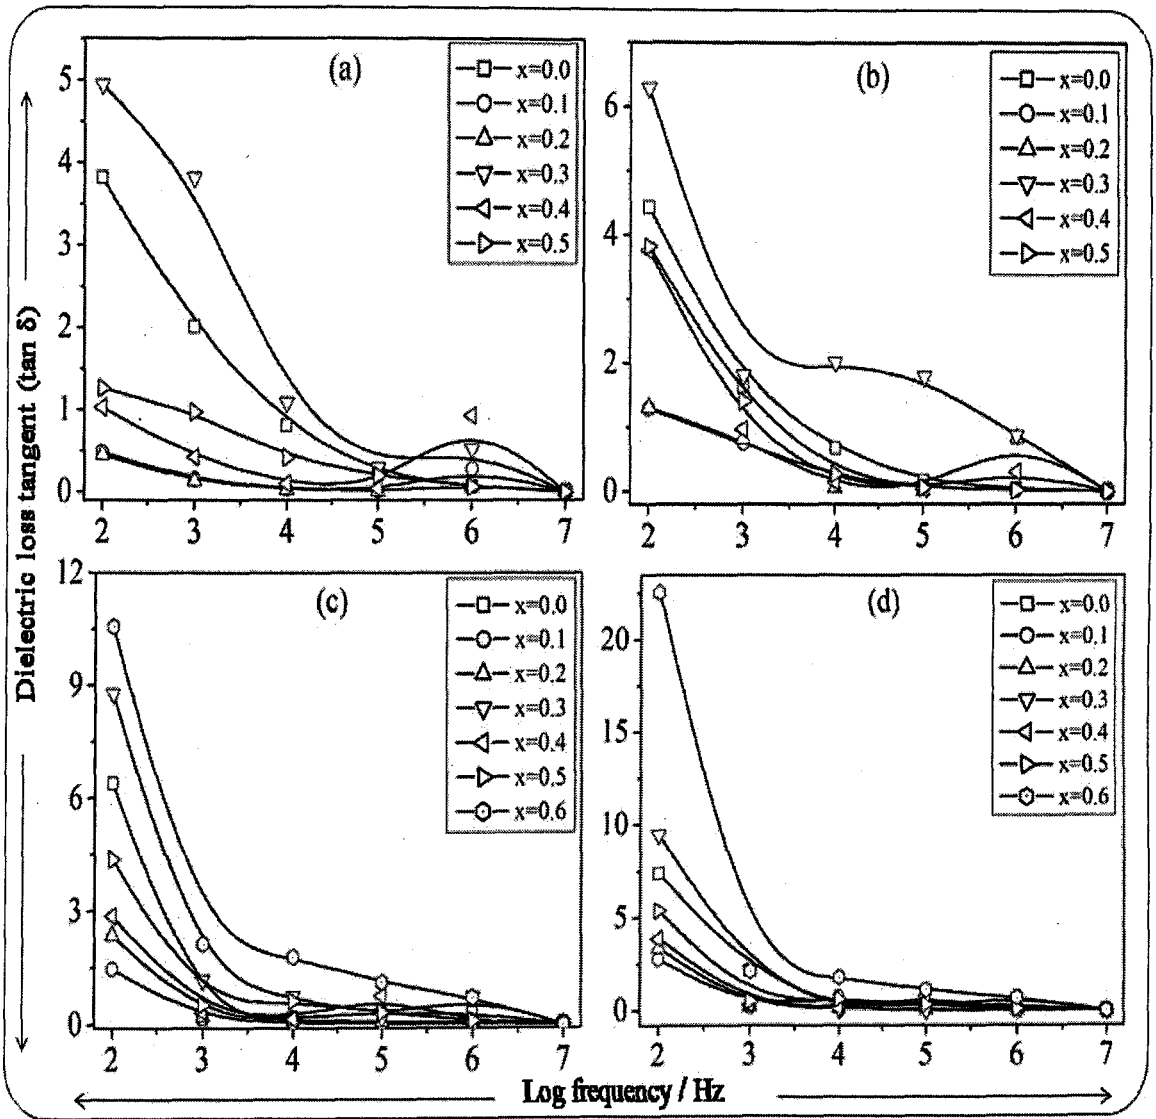 Dielectric loss tangent (tan δ)
(a)
x=0.0
x=0.1
x=0.2
x=0.3
x=0.4
x=0.5
5
4
3
2
1
0
2 3 4 5 6 7
(b)
x=0.0
x=0.1
x=0.2
x=0.3
x=0.4
x=0.5
6
4
2
0
2 3 4 5 6 7
(c)
x=0.0
x=0.1
x=0.2
x=0.3
x=0.4
x=0.5
x=0.6
12
9
6
3
0
2 3 4 5 6 7
(d)
x=0.0
x=0.1
x=0.2
x=0.3
x=0.4
x=0.5
x=0.6
20
15
10
5
0
2 3 4 5 6 7
Log frequency / Hz